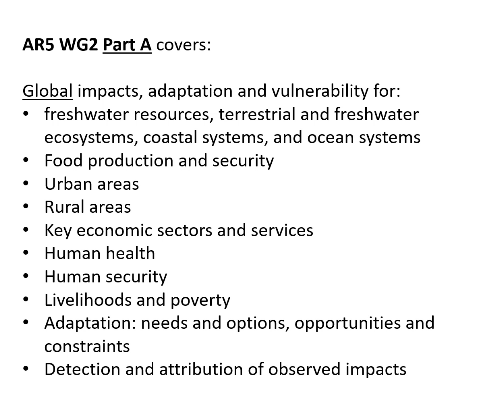 AR5 WG2 Part A covers:
Global impacts, adaptation and vulnerability for:
• freshwater resources, terrestrial and freshwater
ecosystems, coastal systems, and ocean systems
• Food production and security
• Urban areas
• Rural areas
• Key economic sectors and services
• Human health
• Human security
• Livelihoods and poverty
• Adaptation: needs and options, opportunities and
constraints
• Detection and attribution of observed impacts